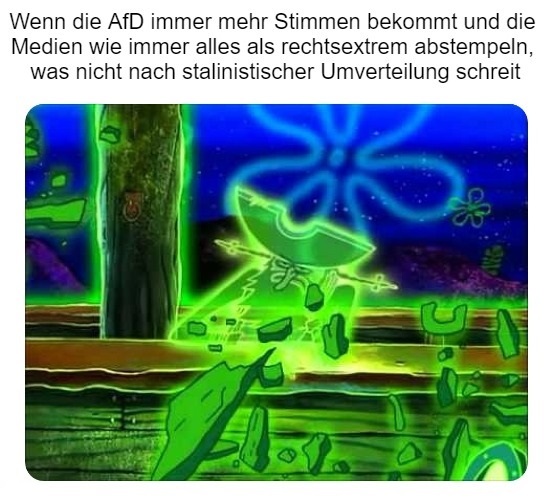 Wenn die AfD immer mehr Stimmen bekommt und die
Medien wie immer alles als rechtsextrem abstempeln,
was nicht nach stalinistischer Umverteilung schreit